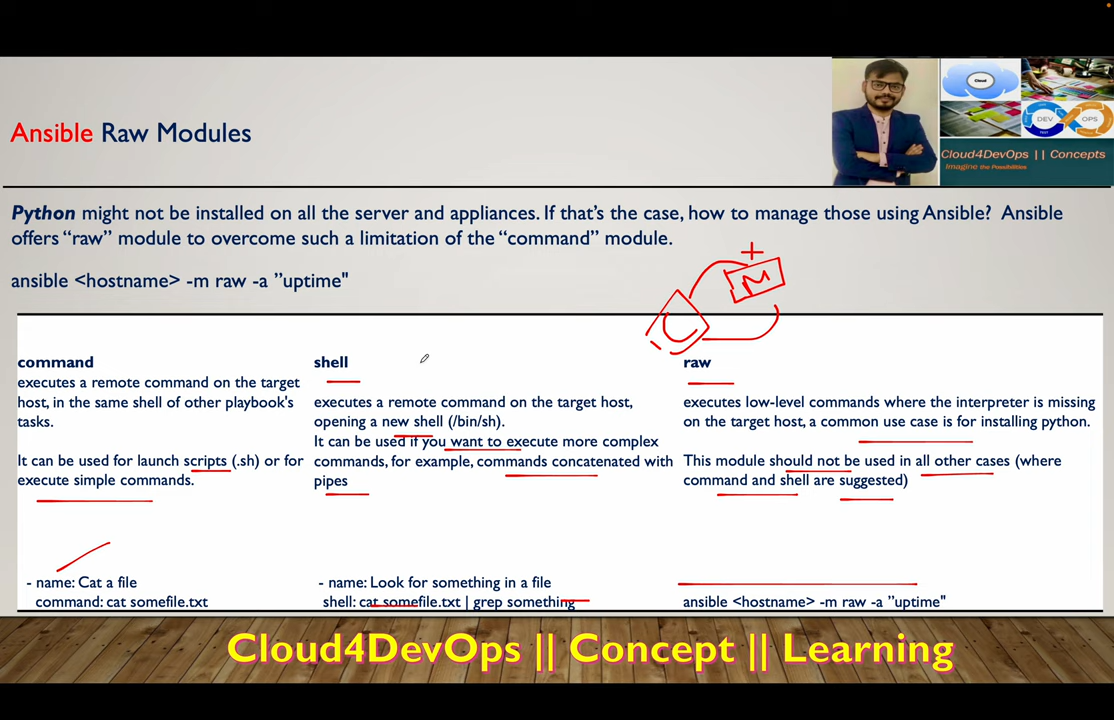 Ansible Raw Modules
Cloud
DEV
OPS
Cloud4DevOps || Concepts
Imagine the Possibilities
Python might not be installed on all the server and appliances. If that's the case, how to manage those using Ansible? Ansible
offers “raw” module to overcome such a limitation of the “command” module.
ansible <hostname> -m raw -a ”uptime"
M
C
command
executes a remote command on the target
host, in the same shell of other playbook's
tasks.
It can be used for launch scripts (.sh) or for
execute simple commands.
- name: Cat a file
command: cat somefile.txt
shell
executes a remote command on the target host,
opening a new shell (/bin/sh).
It can be used if you want to execute more complex
commands, for example, commands concatenated with
pipes
- name: Look for something in a file
shell: cat somefile.txt | grep something
raw
executes low-level commands where the interpreter is missing
on the target host, a common use case is for installing python.
This module should not be used in all other cases (where
command and shell are suggested)
ansible <hostname> -m raw -a ”uptime"
Cloud4DevOps || Concept || Learning